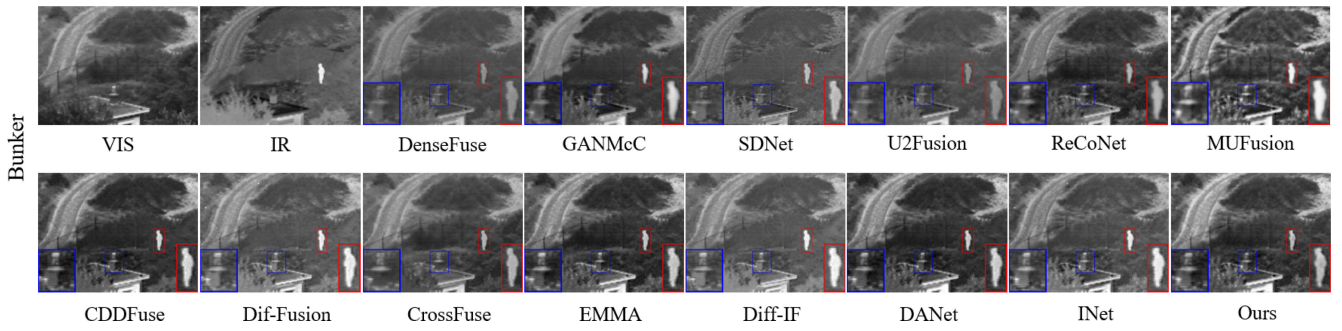 Bunker
VIS IR DenseFuse GANMcC SDNet U2Fusion ReCoNet MUFusion
CDDFuse Dif-Fusion CrossFuse EMMA Diff-IF DANet INet Ours